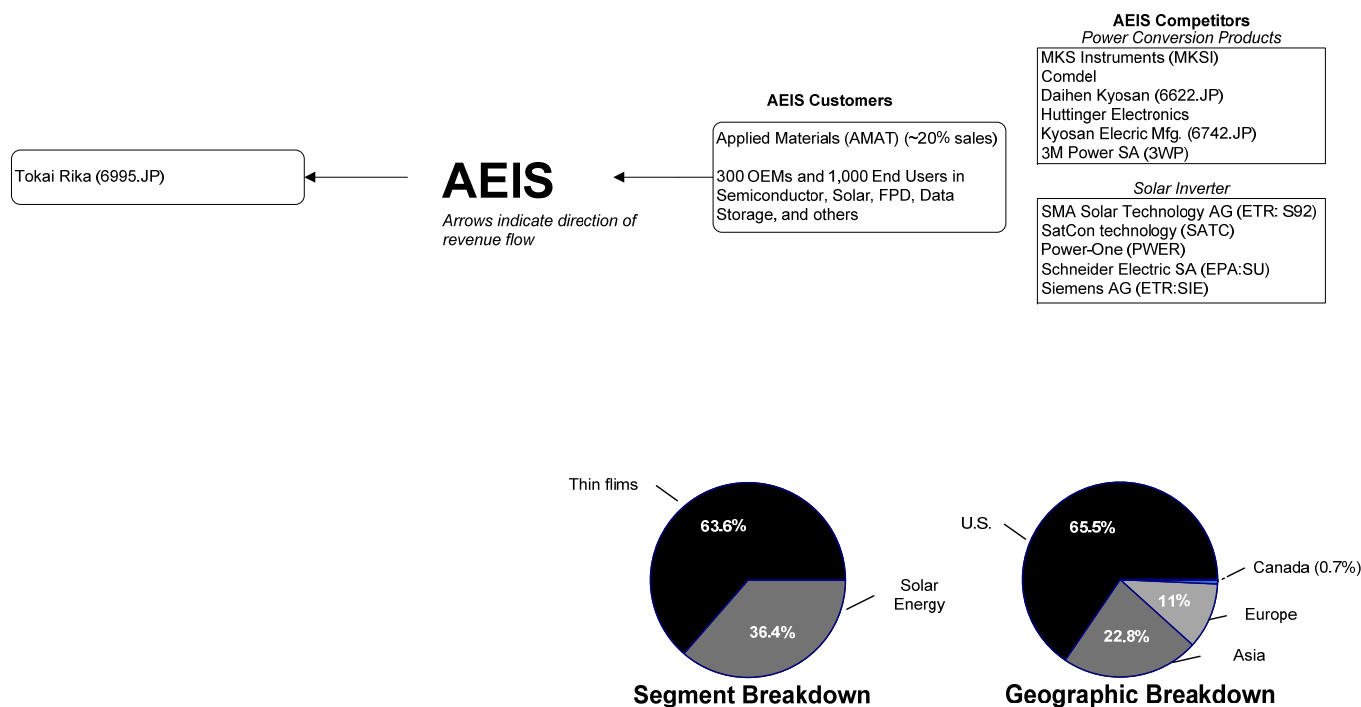 AEIS Competitors
Power Conversion Products
MKS Instruments (MKSI)
Comdel
Daihen Kyosan (6622.JP)
Huttinger Electronics
Kyosan Elecric Mfg. (6742.JP)
3M Power SA (3WP)
AEIS Customers
Applied Materials (AMAT) (~20% sales)
300 OEMs and 1,000 End Users in
Semiconductor, Solar, FPD, Data
Storage, and others
Tokai Rika (6995.JP)
AEIS
Arrows indicate direction of
revenue flow
Solar Inverter
SMA Solar Technology AG (ETR: S92)
SatCon technology (SATC)
Power-One (PWER)
Schneider Electric SA (EPA:SU)
Siemens AG (ETR:SIE)
Thin flims
63.6%
Solar
Energy
36.4%
Segment Breakdown
U.S.
65.5%
Canada (0.7%)
11%
Europe
22.8%
Asia
Geographic Breakdown